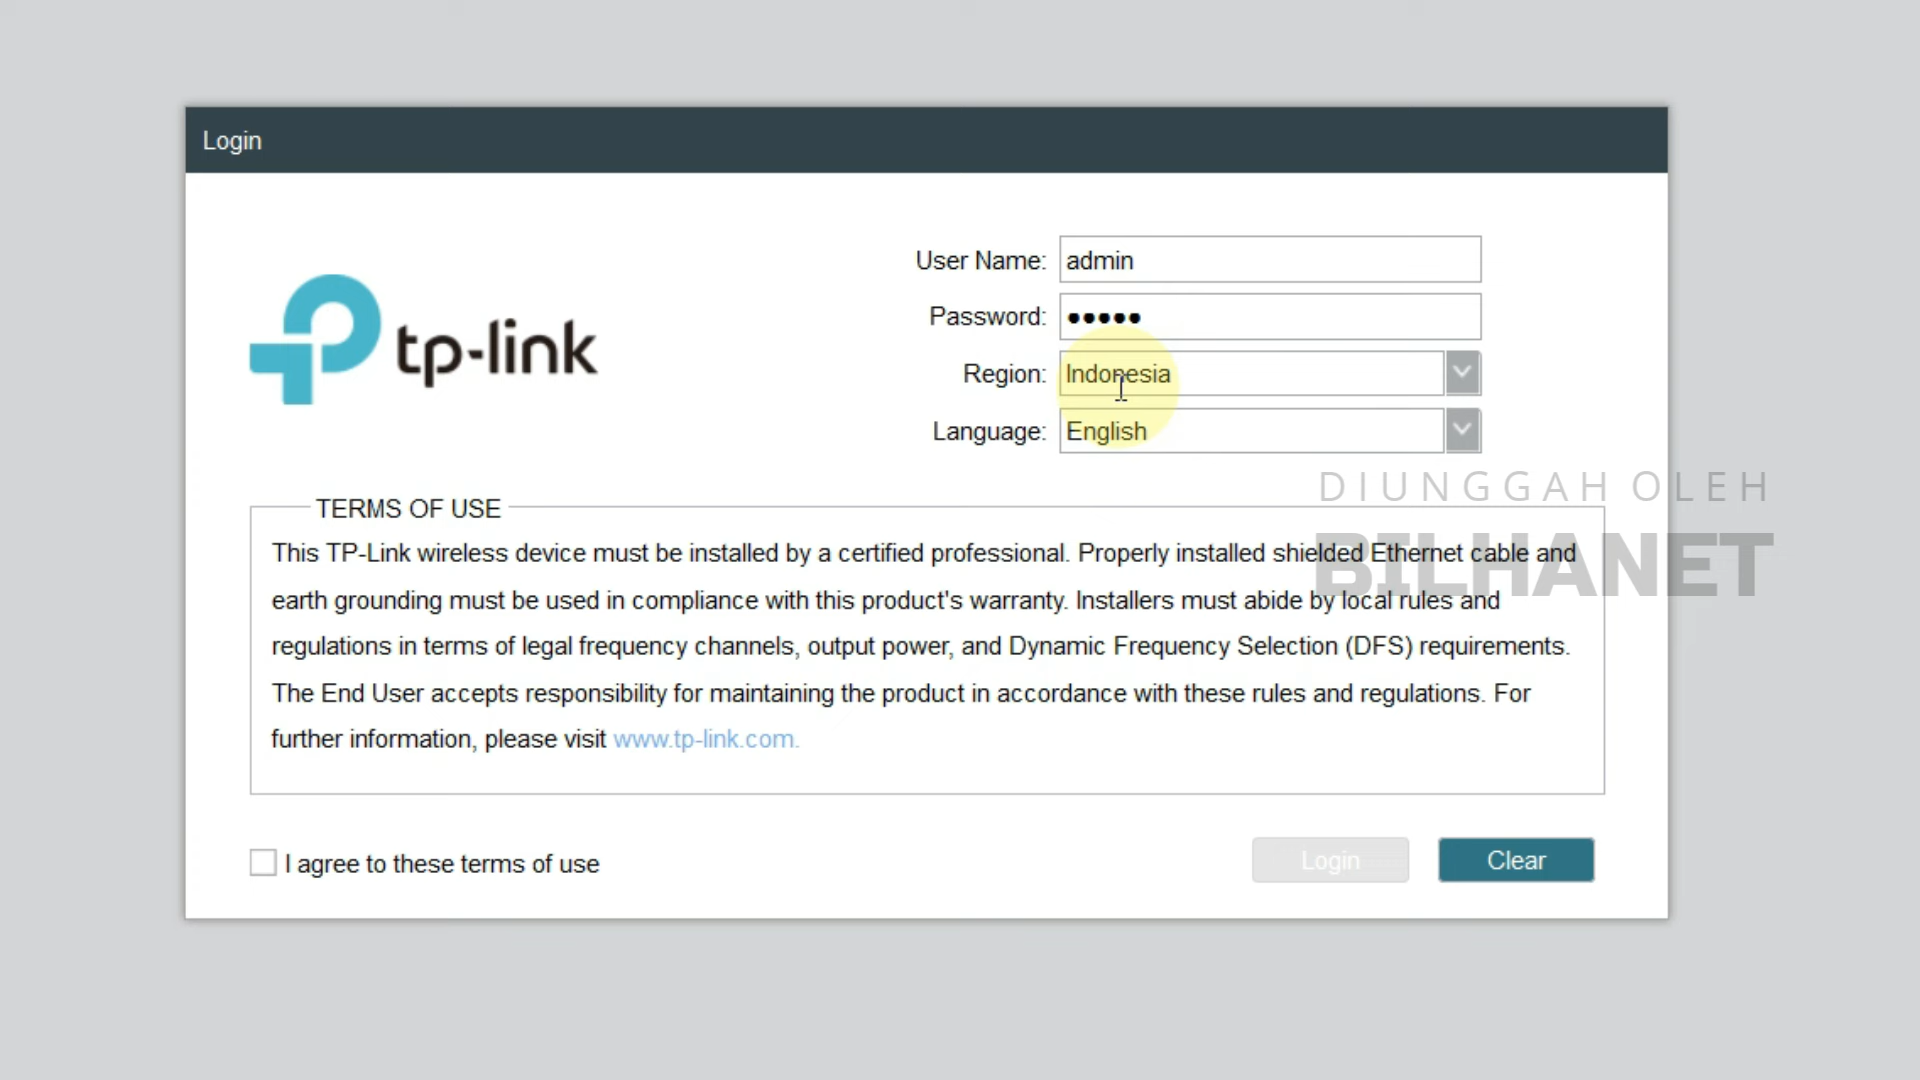 Login
tp-link
User Name: admin
Password: •••••
Region: Indonesia
Language: English
DIUNGGAH OLEH
BILHANET
TERMS OF USE
This TP-Link wireless device must be installed by a certified professional. Properly installed shielded Ethernet cable and
earth grounding must be used in compliance with this product's warranty. Installers must abide by local rules and
regulations in terms of legal frequency channels, output power, and Dynamic Frequency Selection (DFS) requirements.
The End User accepts responsibility for maintaining the product in accordance with these rules and regulations. For
further information, please visit www.tp-link.com.
I agree to these terms of use
Login
Clear